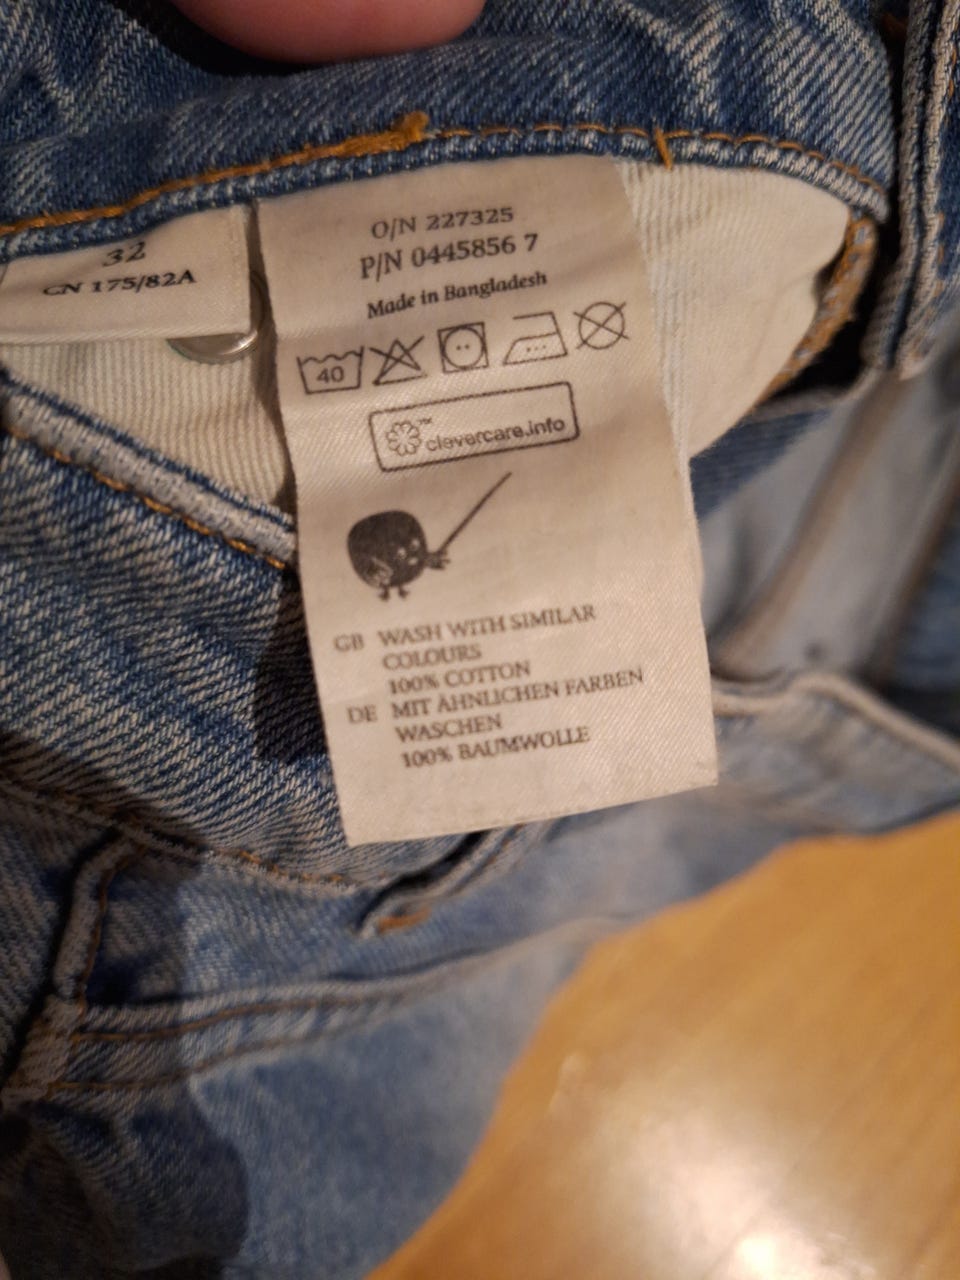 32
CN 175/82A
O/N 227325
P/N 0445856 7
Made in Bangladesh
40
clevercare.info™
GB WASH WITH SIMILAR
COLOURS
100% COTTON
DE MIT ÄHNLICHEN FARBEN
WASCHEN
100% BAUMWOLLE